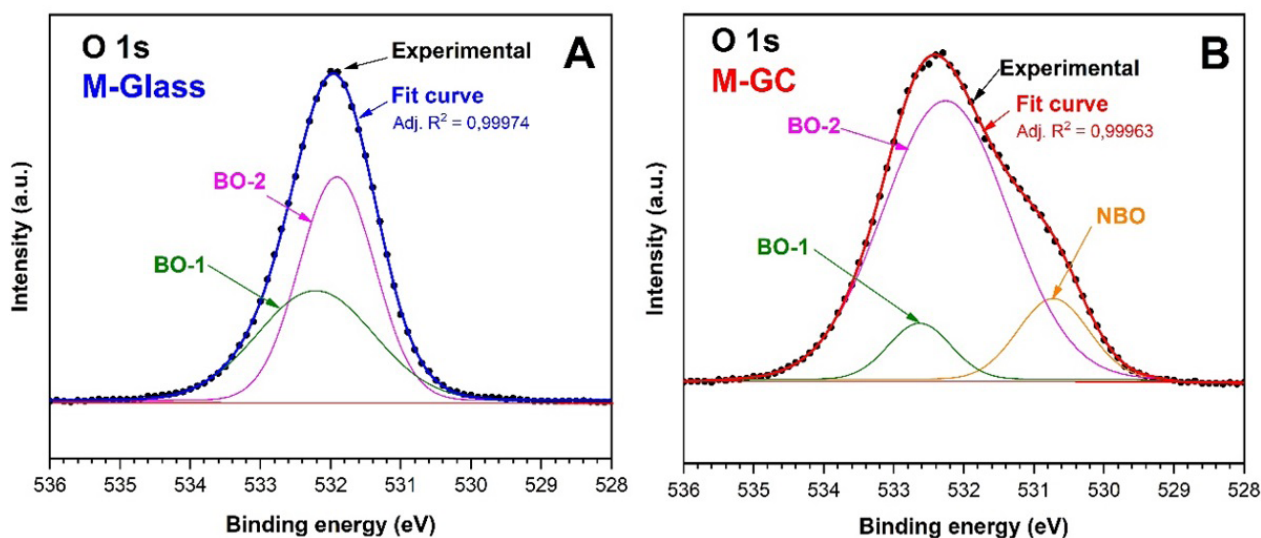 O 1s
M-Glass
A
Experimental
Fit curve
Adj. R² = 0,99974
BO-2
BO-1
Intensity (a.u.)
536 535 534 533 532 531 530 529 528
Binding energy (eV)
O 1s
M-GC
B
Experimental
Fit curve
Adj. R² = 0,99963
BO-2
NBO
BO-1
Intensity (a.u.)
536 535 534 533 532 531 530 529 528
Binding energy (eV)